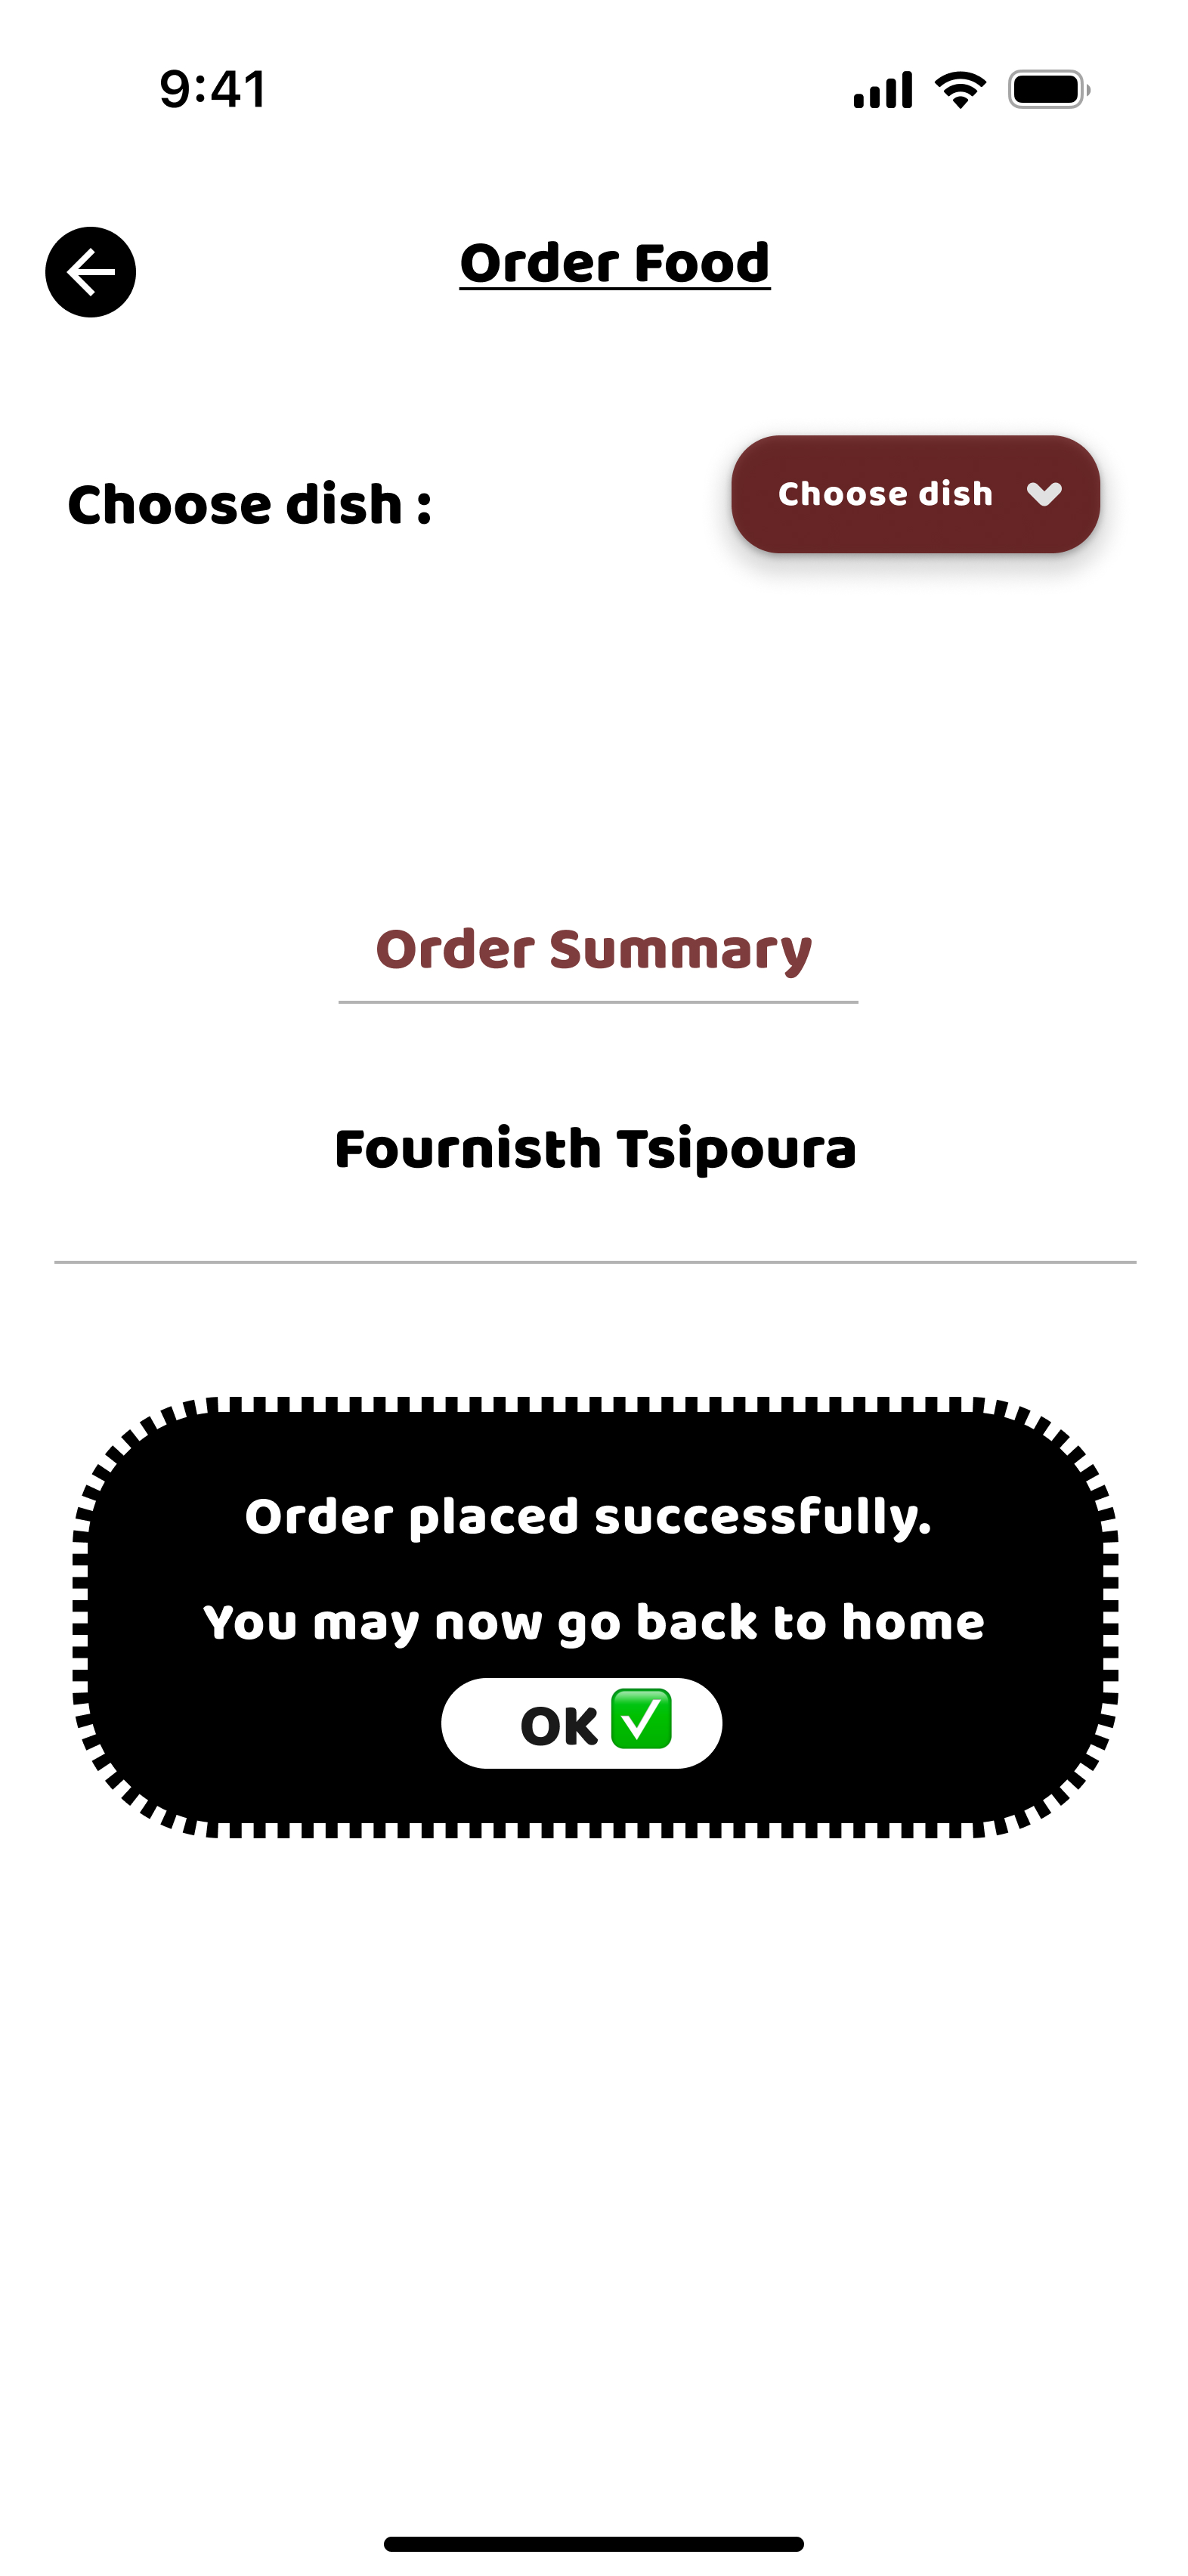 9:41
Order Food
Choose dish :
Choose dish
Order Summary
Fournisth Tsipoura
Order placed successfully.
You may now go back to home
OK ✅